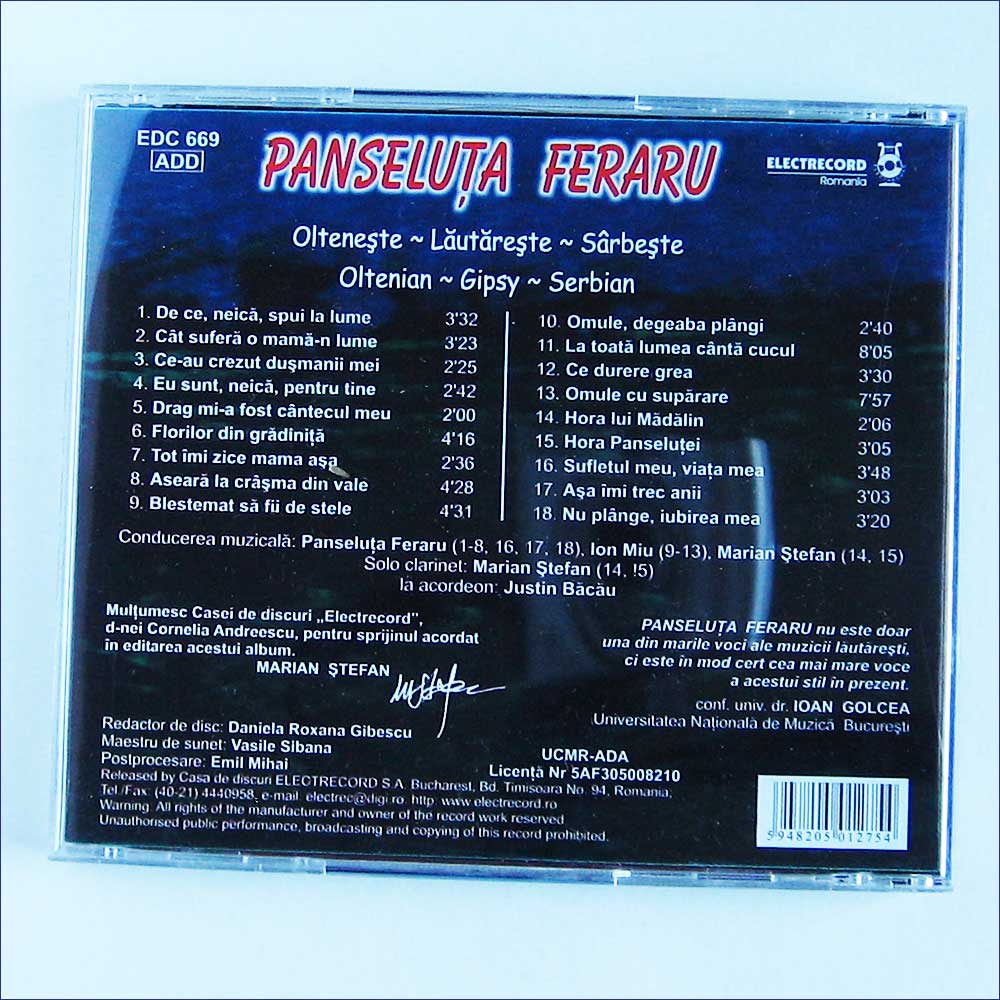 EDC 669
ADD
PANSELUȚA FERARU
ELECTRECORD
Romania
Olteneşte ~ Lăutăreşte ~ Sârbeşte
Oltenian ~ Gipsy ~ Serbian
1. De ce, neică, spui la lume 3'32
2. Cât suferă o mamă-n lume 3'23
3. Ce-au crezut duşmanii mei 2'25
4. Eu sunt, neică, pentru tine 2'42
5. Drag mi-a fost cântecul meu 2'00
6. Florilor din grădiniță 4'16
7. Tot îmi zice mama aşa 2'36
8. Aseară la crâşma din vale 4'28
9. Blestemat să fii de stele 4'31
10. Omule, degeaba plângi 2'40
11. La toată lumea cântă cucul 8'05
12. Ce durere grea 3'30
13. Omule cu supărare 7'57
14. Hora lui Mădălin 2'06
15. Hora Panseluței 3'05
16. Sufletul meu, viața mea 3'48
17. Aşa îmi trec anii 3'03
18. Nu plânge, iubirea mea 3'20
Conducerea muzicală: Panseluța Feraru (1-8, 16, 17, 18), Ion Miu (9-13), Marian Ştefan (14, 15)
Solo clarinet: Marian Ştefan (14, 15)
la acordeon: Justin Băcău
Mulțumesc Casei de discuri „Electrecord”,
d-nei Cornelia Andreescu, pentru sprijinul acordat
în editarea acestui album.
MARIAN ŞTEFAN
PANSELUȚA FERARU nu este doar
una din marile voci ale muzicii lăutăreşti,
ci este în mod cert cea mai mare voce
a acestui stil în prezent.
conf. univ. dr. IOAN GOLCEA
Universitatea Națională de Muzică Bucureşti
Redactor de disc: Daniela Roxana Gibescu
Maestru de sunet: Vasile Sibana
Postprocesare: Emil Mihai
UCMR-ADA
Licență Nr 5AF305008210
Released by Casa de discuri ELECTRECORD S.A. Bucharest, Bd. Timisoara No. 94, Romania;
Tel./Fax: (40-21) 4440958, e-mail: electrec@digi.ro, http: www.electrecord.ro
Warning. All rights of the manufacturer and owner of the record work reserved
Unauthorised public performance, broadcasting and copying of this record prohibited.
5948205012754